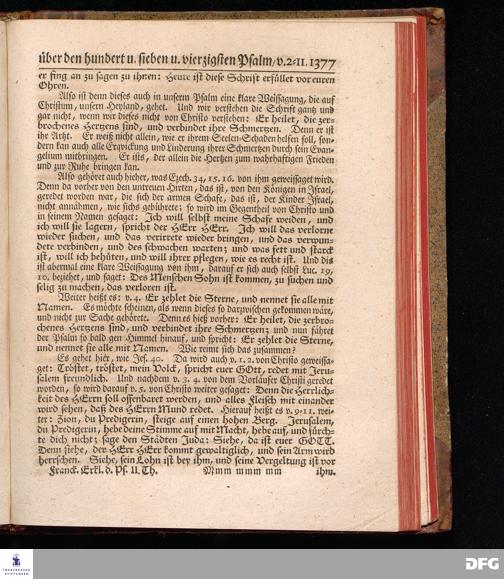 über den hundert u. sieben u. vierzigsten Psalm/ v. 2-11. 1377
er fing an zu sagen zu ihnen: Heute ist diese Schrift erfüllet vor euren
Ohren.
Also ist denn dieses auch in unserm Psalm eine klare Weissagung, die auf
Christum, unsern Heyland, gehet. Und wir verstehen die Schrift gantz und
gar nicht, wenn wir dieses nicht von Christo verstehen: Er heilet, die zer-
brochenes Hertzens sind, und verbindet ihre Schmertzen. Denn er ist
ihr Artzt. Er weiß nicht allein, wie er ihrem Seelen-Schaden helfen soll, son-
dern kan auch alle Erqvickung und Linderung ihrer Schmertzen durch sein Evan-
gelium mitbringen. Er ists, der allein die Hertzen zum wahrhaftigen Frieden
und zur Ruhe bringen kan.
Also gehöret auch hieher, was Ezech. 34, 15. 16. von ihm geweissaget wird.
Denn da vorher von den untreuen Hirten, das ist, von den Königen in Israel,
geredet worden war, die sich der armen Schafe, das ist, der Kinder Israel,
nicht annähmen, wie sichs gebührete: so wird im Gegentheil von Christo und
in seinem Namen gesaget: Ich will selbst meine Schafe weiden, und
ich will sie lagern, spricht der HErr HErr. Ich will das verlorne
wieder suchen, und das verirrete wieder bringen, und das verwun-
dete verbinden, und des schwachen warten; und was fett und starck
ist, will ich behüten, und will ihrer pflegen, wie es recht ist. Und dis
ist abermal eine klare Weissagung von ihm, darauf er sich auch selbst Luc. 19,
10. beziehet, und saget: Des Menschen Sohn ist kommen, zu suchen und
selig zu machen, das verloren ist.
Weiter heißt es: v. 4. Er zehlet die Sterne, und nennet sie alle mit
Namen. Es möchte scheinen, als wenn dieses so darzwischen gekommen wäre,
und nicht zur Sache gehörete. Denn es hieß vorher: Er heilet, die zerbro-
chenes Hertzens sind, und verbindet ihre Schmertzen; und nun fähret
der Psalm so bald gen Himmel hinauf, und spricht: Er zehlet die Sterne,
und nennet sie alle mit Namen. Wie reimt sich das zusammen?
Es gehet hier, wie Jes. 40. Da wird auch v. 1. 2. von Christo geweissa-
get: Tröstet, tröstet, mein Volck, spricht euer GOtt, redet mit Jeru-
salem freundlich. Und nachdem v. 3. 4. von dem Vorläufer Christi geredet
worden, so wird darauf v. 5. von Christo weiter gesaget: Denn die Herrlich-
keit des HErrn soll offenbaret werden, und alles Fleisch mit einander
wird sehen, daß des HErrn Mund redet. Hierauf heißt es v. 9-11. wei-
ter: Zion, du Predigerin, steige auf einen hohen Berg. Jerusalem,
du Predigerin, hebe deine Stimme auf mit Macht, hebe auf, und fürch-
te dich nicht; sage den Städten Juda: Siehe, da ist euer GOTT.
Denn siehe, der HErr HErr kommt gewaltiglich, und sein Arm wird
herrschen. Siehe, sein Lohn ist bey ihm, und seine Vergeltung ist vor
Franck. Erkl. d. Ps. II. Th. Mmm mmm mm ihm.
FRANCKESCHE
STIFTUNGEN
DFG